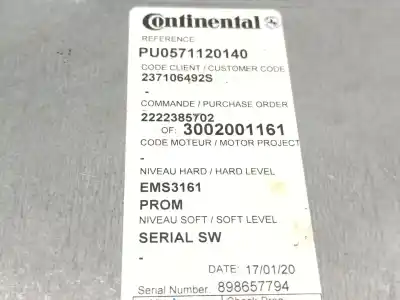 Continental
REFERENCE
PU0571120140
CODE CLIENT / CUSTOMER CODE
237106492S
-
COMMANDE / PURCHASE ORDER
2222385702
OF: 3002001161
CODE MOTEUR / MOTOR PROJECT
-
NIVEAU HARD / HARD LEVEL
EMS3161
PROM
NIVEAU SOFT / SOFT LEVEL
SERIAL SW
-
DATE: 17/01/20
Serial Number: 898657794